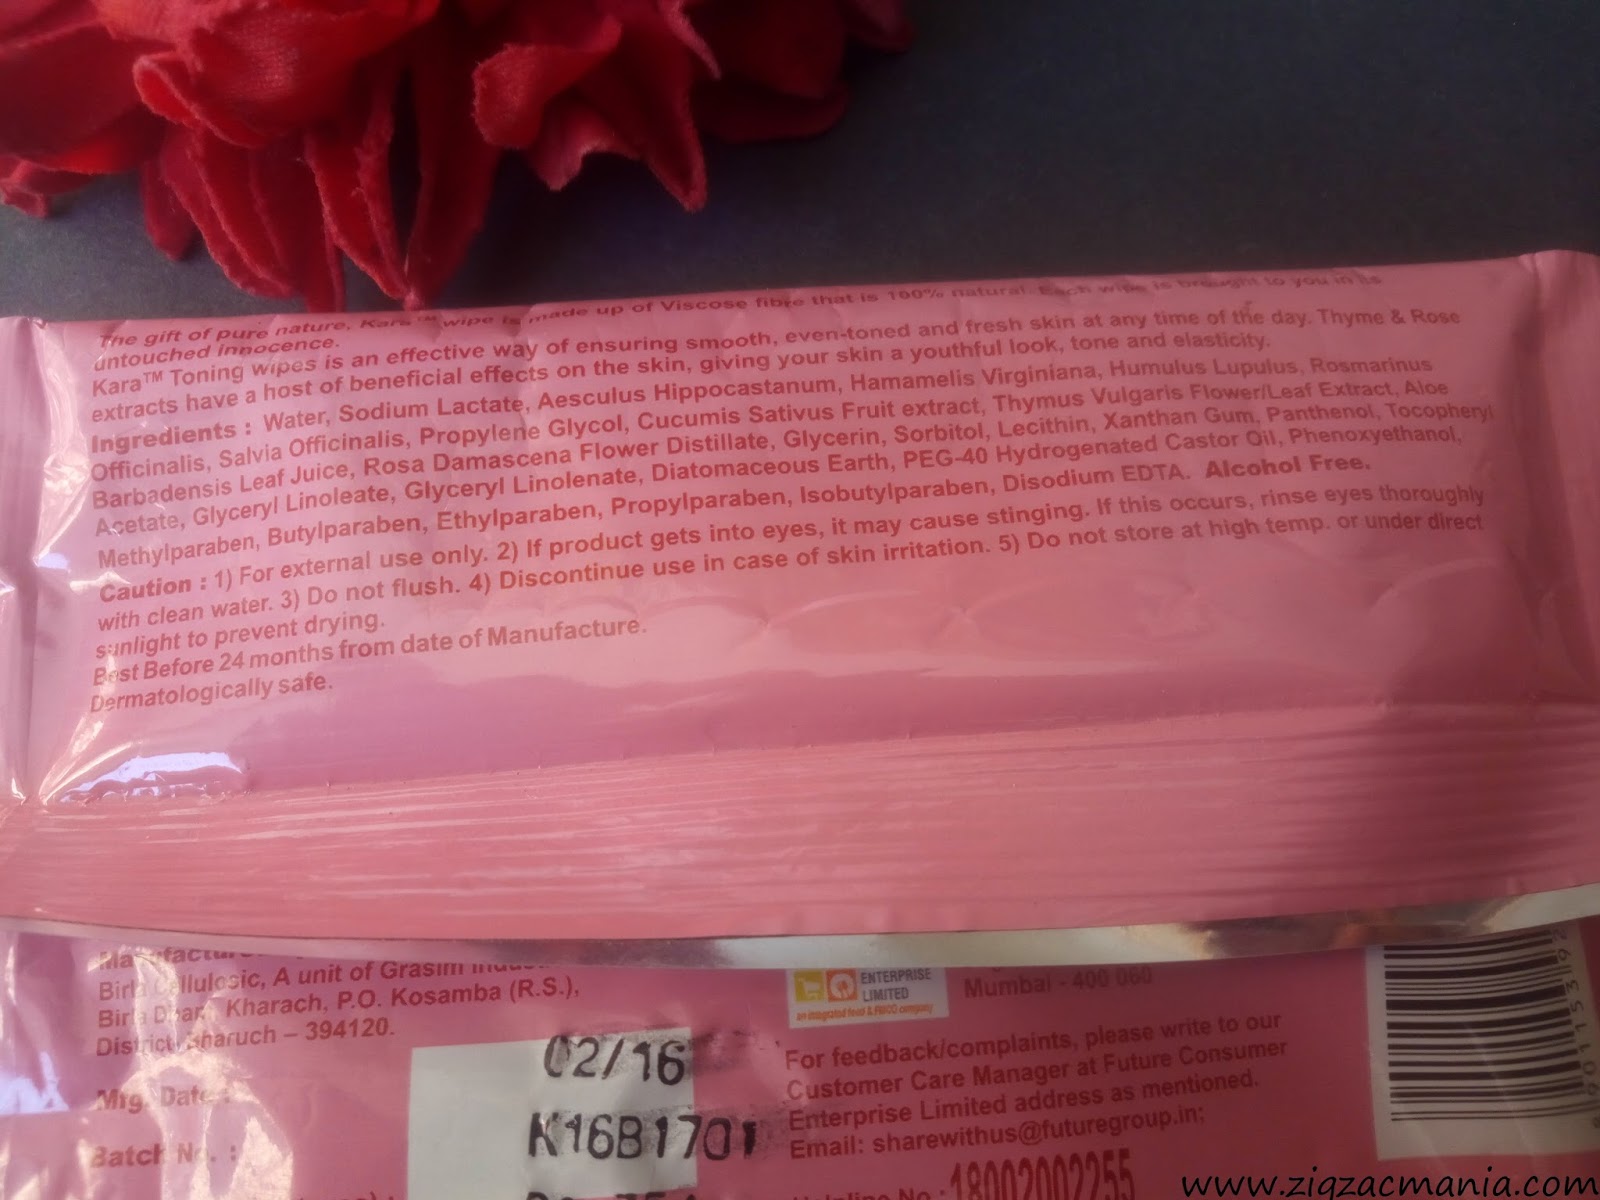 The gift of pure nature. Kara™ wipe is made up of Viscose fibre that is 100% natural. Each wipe is brought to you in its
untouched innocence.
Kara™ Toning wipes is an effective way of ensuring smooth, even-toned and fresh skin at any time of the day. Thyme & Rose
extracts have a host of beneficial effects on the skin, giving your skin a youthful look, tone and elasticity.
Ingredients : Water, Sodium Lactate, Aesculus Hippocastanum, Hamamelis Virginiana, Humulus Lupulus, Rosmarinus
Officinalis, Salvia Officinalis, Propylene Glycol, Cucumis Sativus Fruit extract, Thymus Vulgaris Flower/Leaf Extract, Aloe
Barbadensis Leaf Juice, Rosa Damascena Flower Distillate, Glycerin, Sorbitol, Lecithin, Xanthan Gum, Panthenol, Tocopheryl
Acetate, Glyceryl Linoleate, Glyceryl Linolenate, Diatomaceous Earth, PEG-40 Hydrogenated Castor Oil, Phenoxyethanol,
Methylparaben, Butylparaben, Ethylparaben, Propylparaben, Isobutylparaben, Disodium EDTA. Alcohol Free.
Caution : 1) For external use only. 2) If product gets into eyes, it may cause stinging. If this occurs, rinse eyes thoroughly
with clean water. 3) Do not flush. 4) Discontinue use in case of skin irritation. 5) Do not store at high temp. or under direct
sunlight to prevent drying.
Best Before 24 months from date of Manufacture.
Dermatologically safe.
Birla Cellulosic, A unit of Grasim
Birla Dham, Kharach, P.O. Kosamba (R.S.),
District Bharuch – 394120.
Mfg. Date :
02/16
Batch No. :
K16B1701
ENTERPRISE
LIMITED
an integrated food & FMCG company
Mumbai - 400 060
For feedback/complaints, please write to our
Customer Care Manager at Future Consumer
Enterprise Limited address as mentioned.
Email: sharewithus@futuregroup.in;
Helpline No.: 18002002255
www.zigzacmania.com